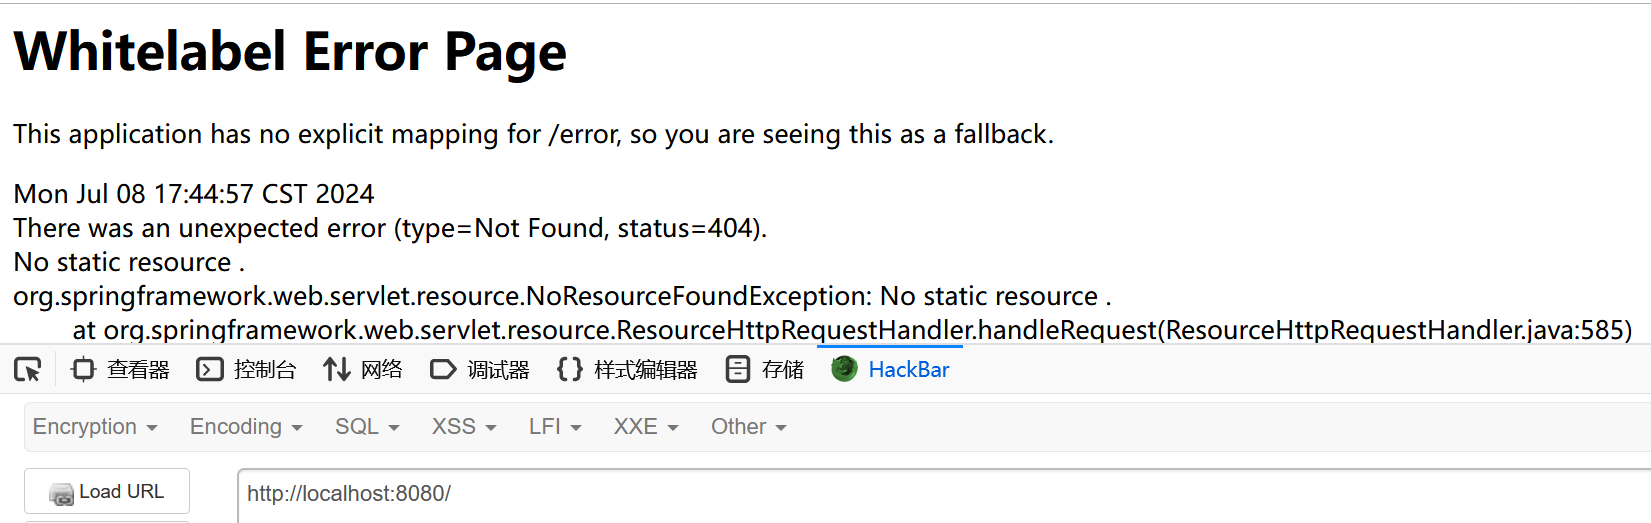 Whitelabel Error Page
This application has no explicit mapping for /error, so you are seeing this as a fallback.
Mon Jul 08 17:44:57 CST 2024
There was an unexpected error (type=Not Found, status=404).
No static resource .
org.springframework.web.servlet.resource.NoResourceFoundException: No static resource .
at org.springframework.web.servlet.resource.ResourceHttpRequestHandler.handleRequest(ResourceHttpRequestHandler.java:585)
查看器 控制台 网络 调试器 样式编辑器 存储 HackBar
Encryption Encoding SQL XSS LFI XXE Other
Load URL http://localhost:8080/